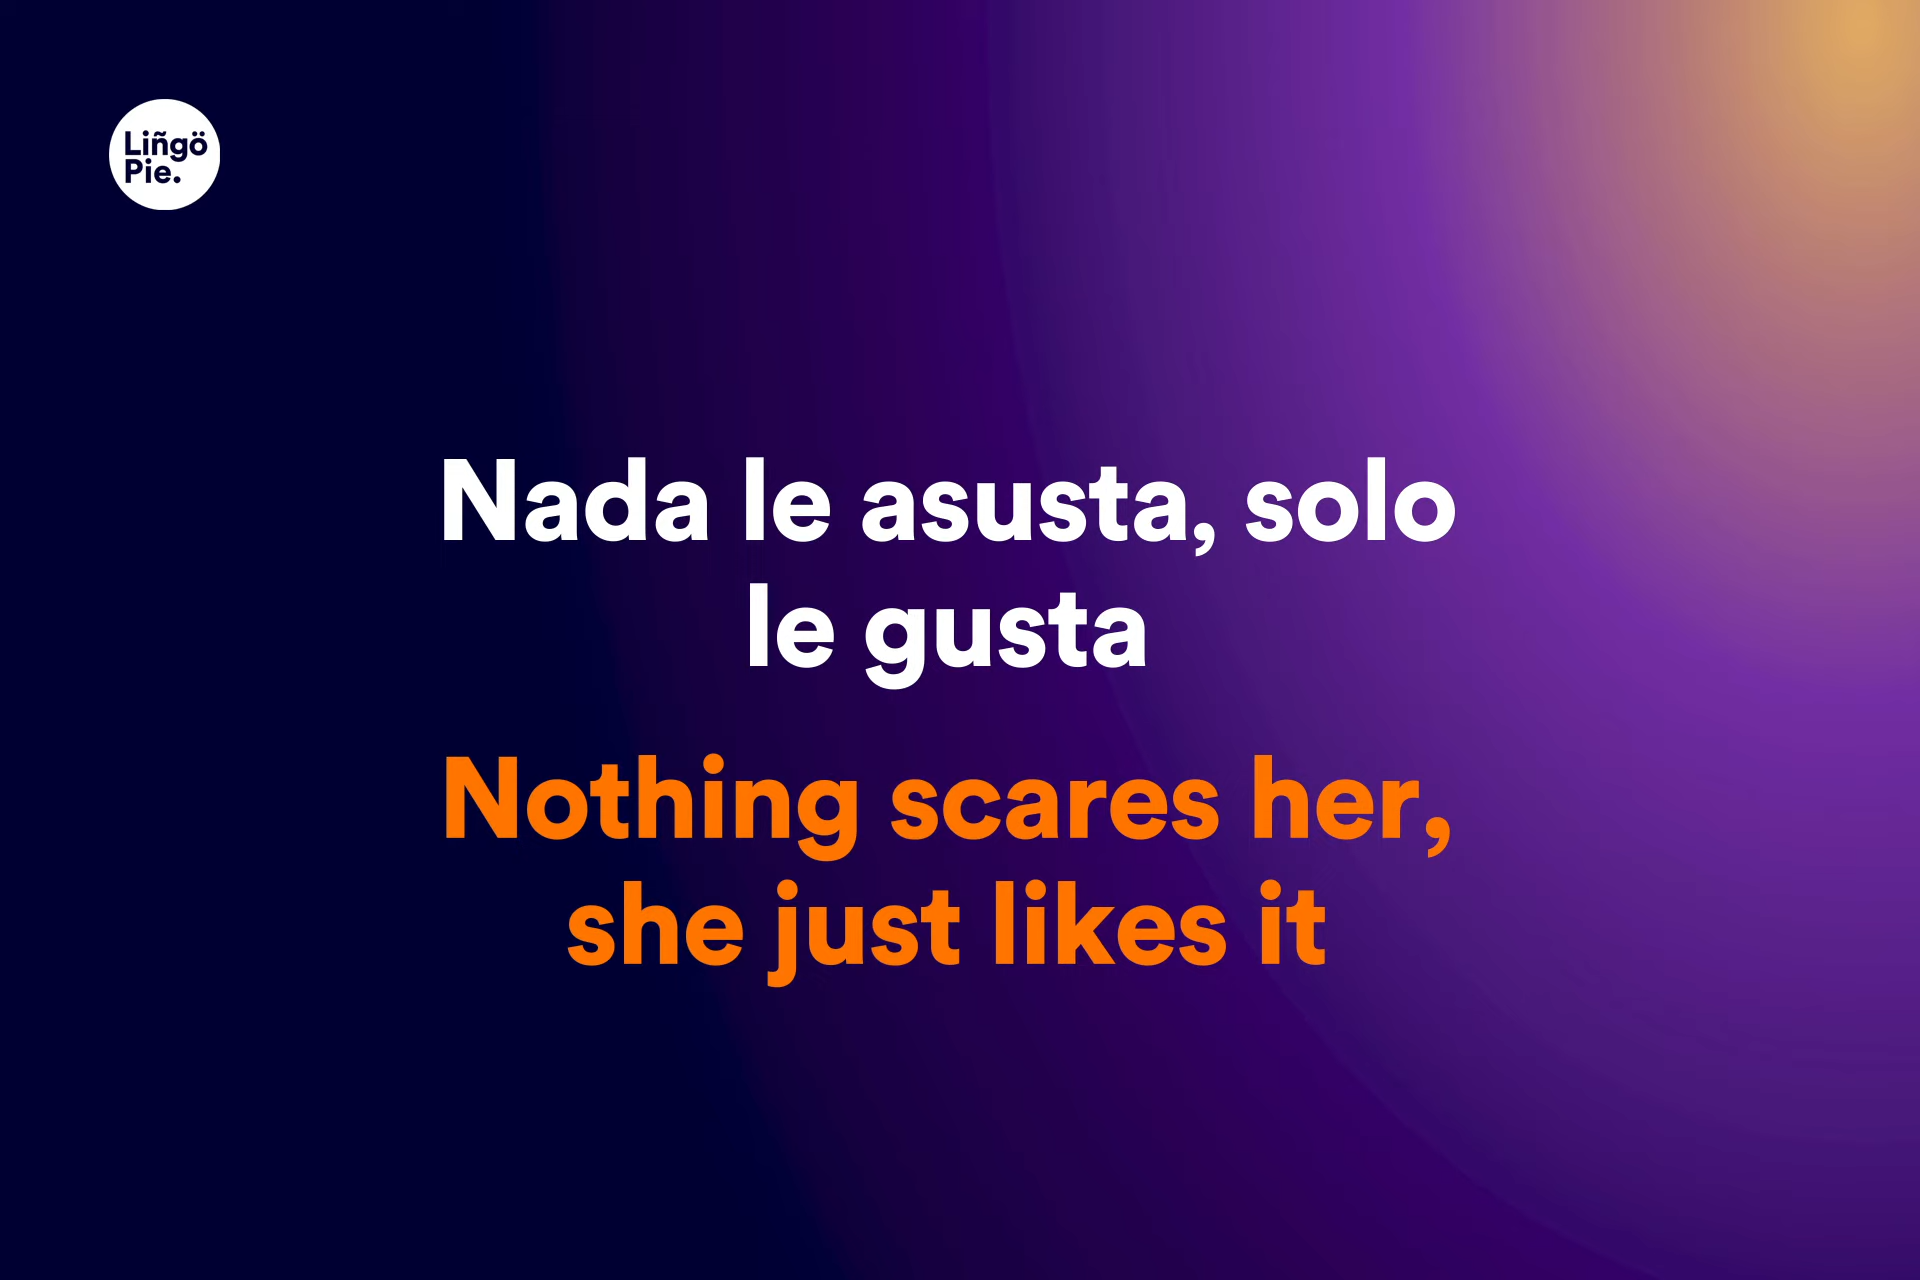 Liñgö
Pie.
Nada le asusta, solo
le gusta
Nothing scares her,
she just likes it